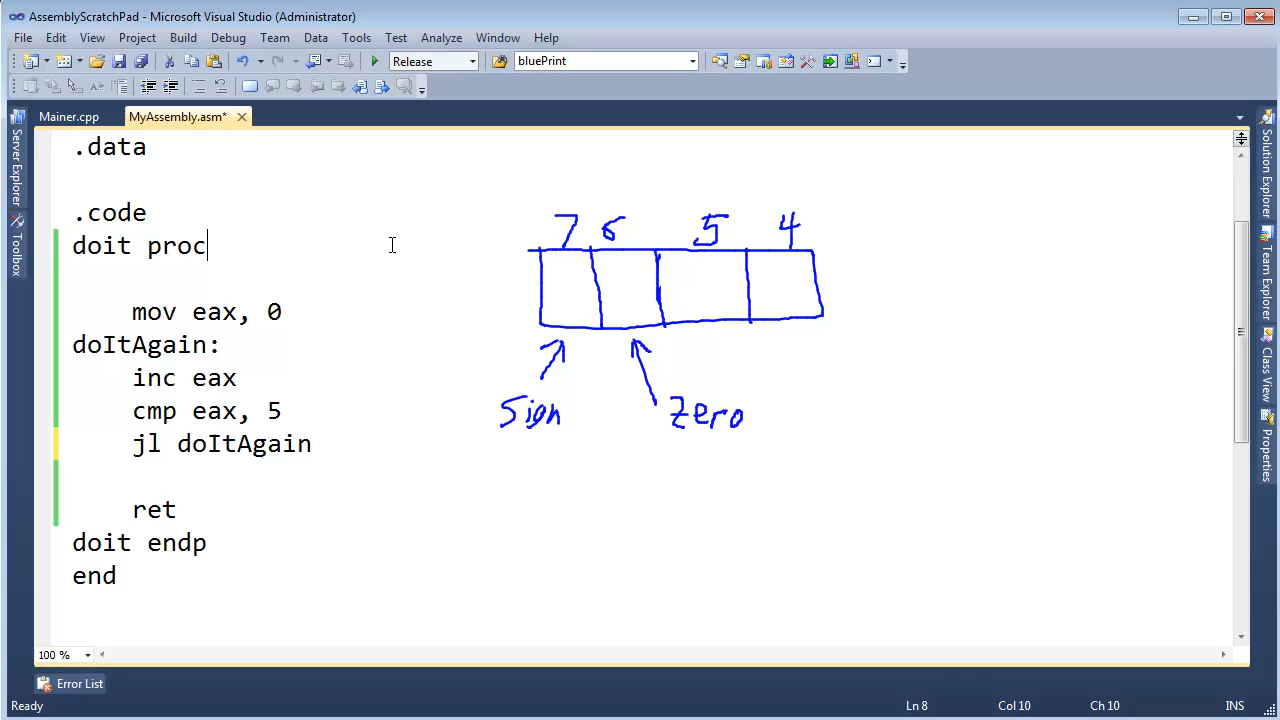 AssemblyScratchPad - Microsoft Visual Studio (Administrator)
File Edit View Project Build Debug Team Data Tools Test Analyze Window Help
Release bluePrint
Mainer.cpp MyAssembly.asm*
Server Explorer
Toolbox
.data
.code
doit proc
mov eax, 0
doItAgain:
inc eax
cmp eax, 5
jl doItAgain
ret
doit endp
end
7 6 5 4
Sign Zero
Solution Explorer
Team Explorer
Class View
Properties
100 %
Error List
Ready Ln 8 Col 10 Ch 10 INS